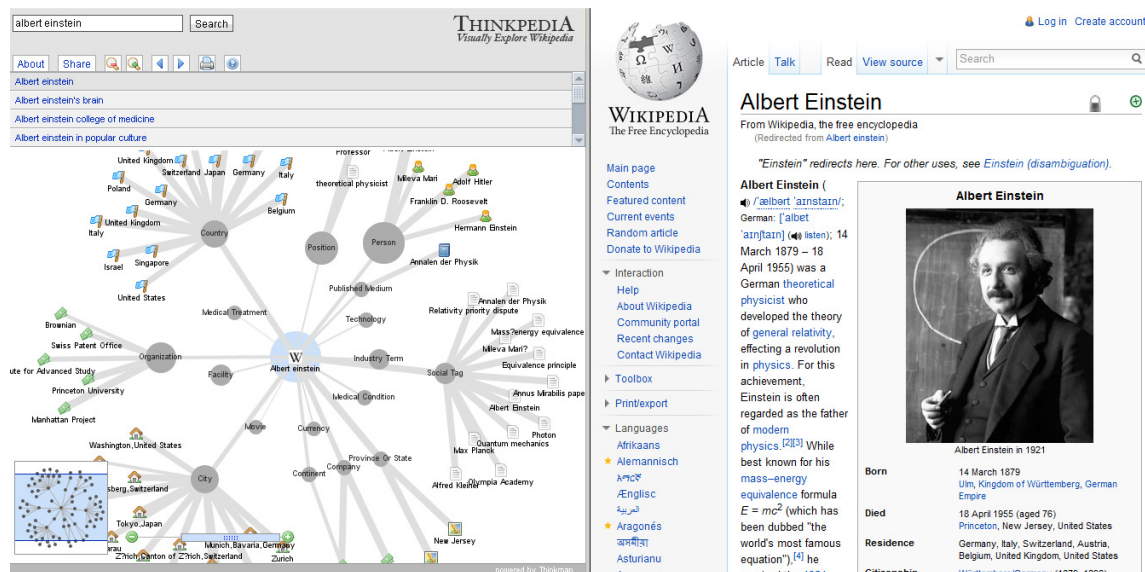 albert einstein
Search
THINKPEDIA
Visually Explore Wikipedia
About
Share
Albert einstein
Albert einstein's brain
Albert einstein college of medicine
Albert einstein in popular culture
United Kingdom
Switzerland
Japan
Germany
Italy
Poland
Germany
Belgium
United Kingdom
Italy
Country
Israel
Singapore
United States
Professor
theoretical physicist
Position
Mileva Mari
Adolf Hitler
Franklin D. Roosevelt
Person
Hermann Einstein
Annalen der Physik
Published Medium
Medical Treatment
Technology
Brownian
Swiss Patent Office
Organization
ute for Advanced Study
Princeton University
Manhattan Project
Facility
W
Albert einstein
Industry Term
Medical Condition
Annalen der Physik
Relativity priority dispute
Mass?energy equivalence
Mileva Mari?
Equivalence principle
Social Tag
Annus Mirabilis pape
Albert Einstein
Photon
Quantum mechanics
Max Planck
Olympia Academy
Alfred Kleiner
Movie
Currency
Washington,United States
Province Or State
Company
Continent
City
sberg,Switzerland
Tokyo,Japan
arau
Z?rich,Canton of Z?rich,Switzerland
Munich,Bavaria,Germany
Zurich
New Jersey
powered by Thinkmap
WIKIPEDIA
The Free Encyclopedia
Main page
Contents
Featured content
Current events
Random article
Donate to Wikipedia
Interaction
Help
About Wikipedia
Community portal
Recent changes
Contact Wikipedia
Toolbox
Print/export
Languages
Afrikaans
Alemannisch
አማርኛ
Ænglisc
العربية
Aragonés
অসমীয়া
Asturianu
Log in Create account
Article Talk Read View source Search
Albert Einstein
From Wikipedia, the free encyclopedia
(Redirected from Albert einstein)
"Einstein" redirects here. For other uses, see Einstein (disambiguation).
Albert Einstein (
/ˈælbərt ˈaɪnstaɪn/;
German: [ˈalbɐt
ˈaɪnʃtaɪn] ( listen); 14
March 1879 – 18
April 1955) was a
German theoretical
physicist who
developed the theory
of general relativity,
effecting a revolution
in physics. For this
achievement,
Einstein is often
regarded as the father
of modern
physics.[2][3] While
best known for his
mass–energy
equivalence formula
E = mc2 (which has
been dubbed "the
world's most famous
equation"),[4] he
Albert Einstein
Albert Einstein in 1921
Born 14 March 1879
Ulm, Kingdom of Württemberg, German
Empire
Died 18 April 1955 (aged 76)
Princeton, New Jersey, United States
Residence Germany, Italy, Switzerland, Austria,
Belgium, United Kingdom, United States